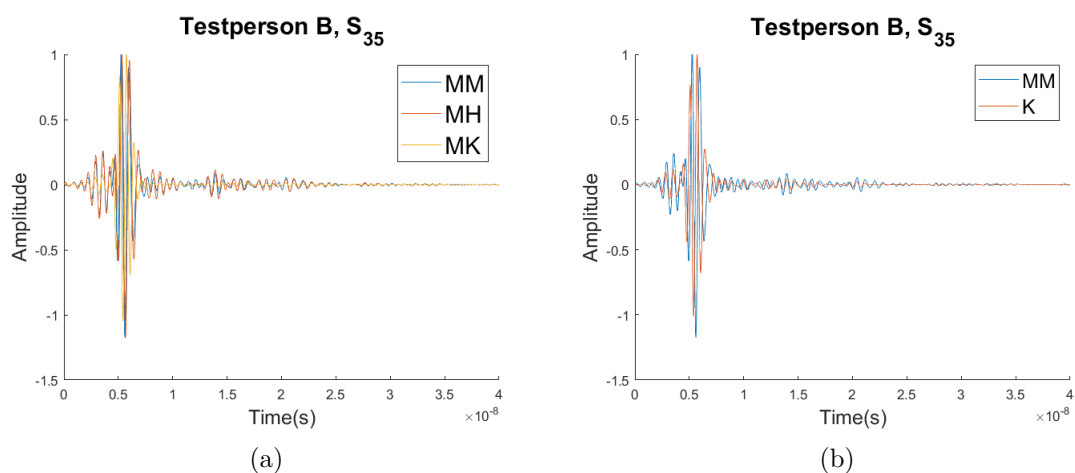 Testperson B, S35
1
0.5
0
-0.5
-1
-1.5
Amplitude
0 0.5 1 1.5 2 2.5 3 3.5 4
×10-8
Time(s)
MM
MH
MK
(a)
Testperson B, S35
1
0.5
0
-0.5
-1
-1.5
Amplitude
0 0.5 1 1.5 2 2.5 3 3.5 4
×10-8
Time(s)
MM
K
(b)